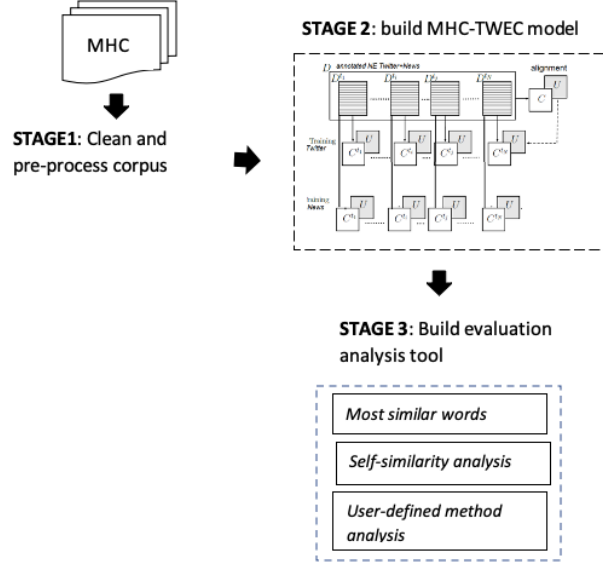 MHC
STAGE1: Clean and
pre-process corpus
STAGE 2: build MHC-TWEC model
D annotated NE Twitter+News
alignment
U
C
Training
Twitter
U U U U
News
U U U U
STAGE 3: Build evaluation
analysis tool
Most similar words
Self-similarity analysis
User-defined method
analysis